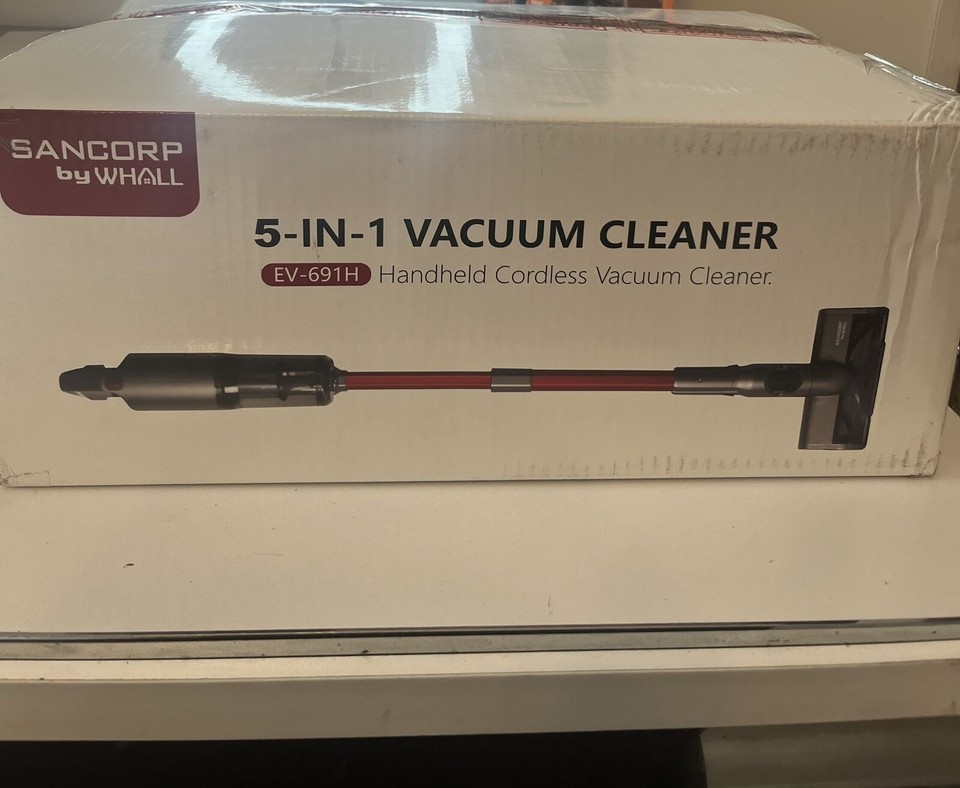 SANCORP
by WHALL
5-IN-1 VACUUM CLEANER
EV-691H Handheld Cordless Vacuum Cleaner.